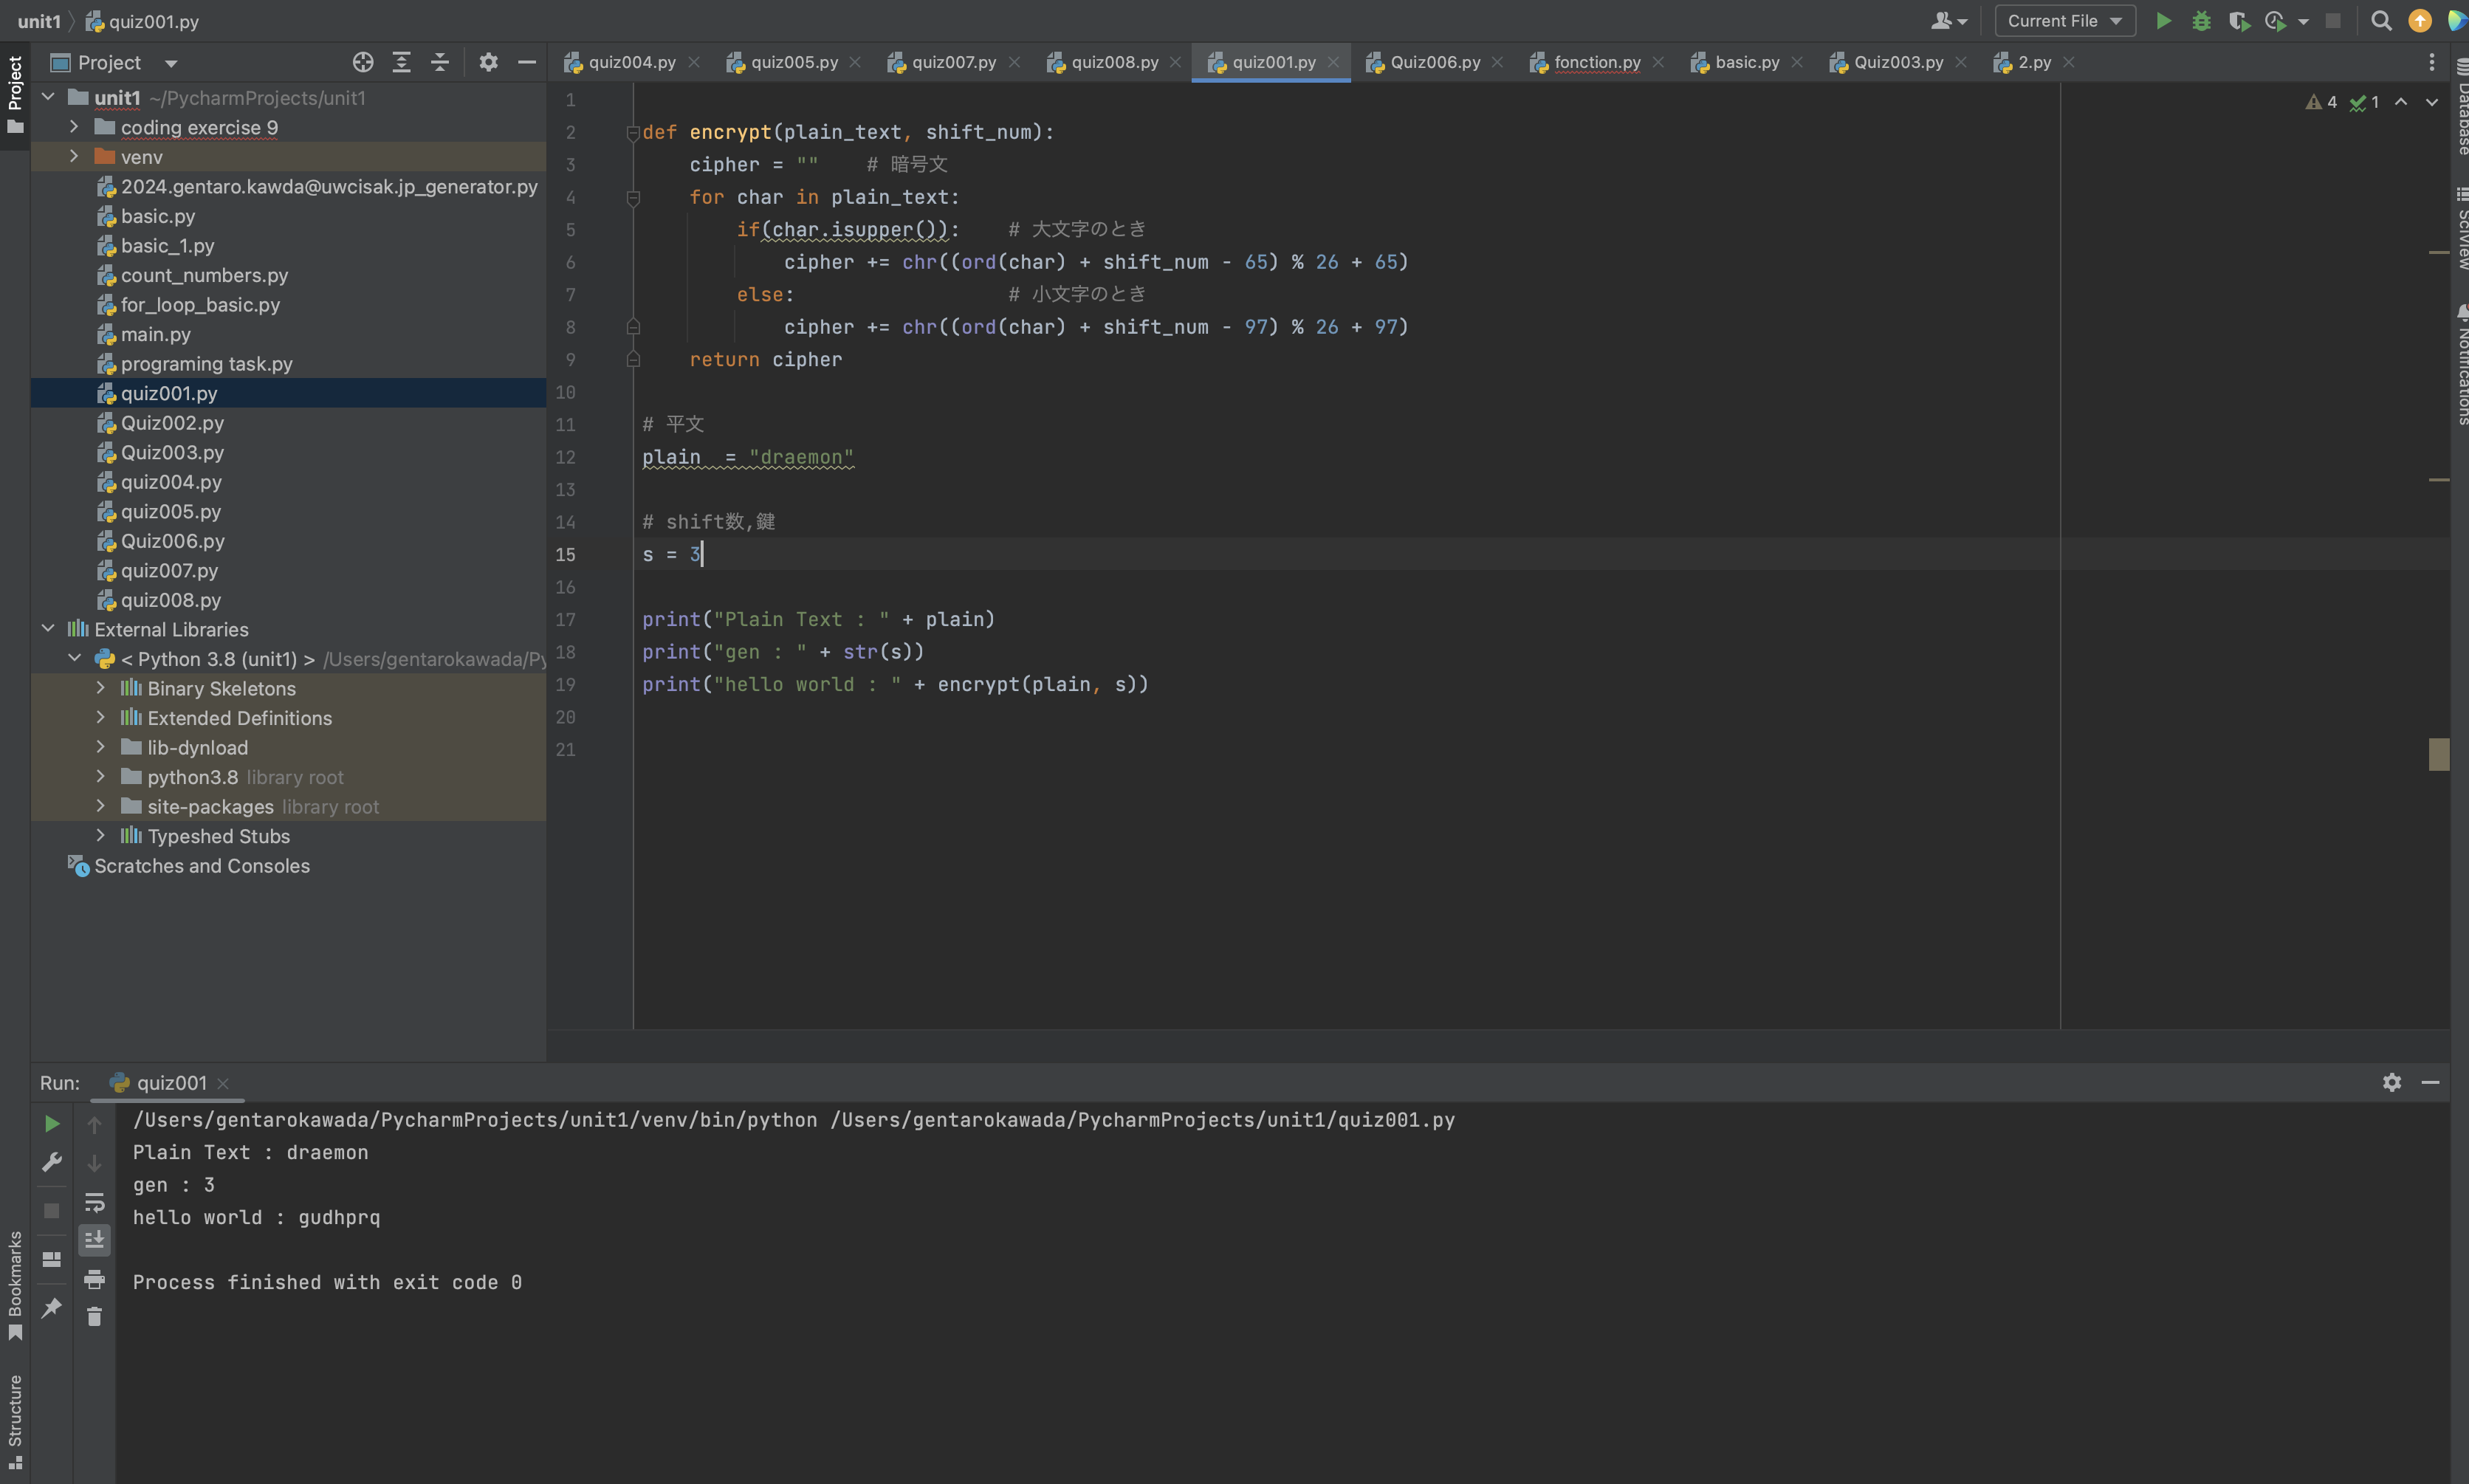 unit1 quiz001.py
Current File
Project
quiz004.py quiz005.py quiz007.py quiz008.py quiz001.py Quiz006.py fonction.py basic.py Quiz003.py 2.py
Project
unit1 ~/PycharmProjects/unit1
coding exercise 9
venv
2024.gentaro.kawda@uwcisak.jp_generator.py
basic.py
basic_1.py
count_numbers.py
for_loop_basic.py
main.py
programing task.py
quiz001.py
Quiz002.py
Quiz003.py
quiz004.py
quiz005.py
Quiz006.py
quiz007.py
quiz008.py
External Libraries
< Python 3.8 (unit1) > /Users/gentarokawada/Py
Binary Skeletons
Extended Definitions
lib-dynload
python3.8 library root
site-packages library root
Typeshed Stubs
Scratches and Consoles
4 1
1
2 def encrypt(plain_text, shift_num):
3 cipher = "" # 暗号文
4 for char in plain_text:
5 if(char.isupper()): # 大文字のとき
6 cipher += chr((ord(char) + shift_num - 65) % 26 + 65)
7 else: # 小文字のとき
8 cipher += chr((ord(char) + shift_num - 97) % 26 + 97)
9 return cipher
10
11 # 平文
12 plain = "draemon"
13
14 # shift数,鍵
15 s = 3
16
17 print("Plain Text : " + plain)
18 print("gen : " + str(s))
19 print("hello world : " + encrypt(plain, s))
20
21
Database
SciView
Notifications
Run: quiz001
/Users/gentarokawada/PycharmProjects/unit1/venv/bin/python /Users/gentarokawada/PycharmProjects/unit1/quiz001.py
Plain Text : draemon
gen : 3
hello world : gudhprq
Process finished with exit code 0
Bookmarks
Structure